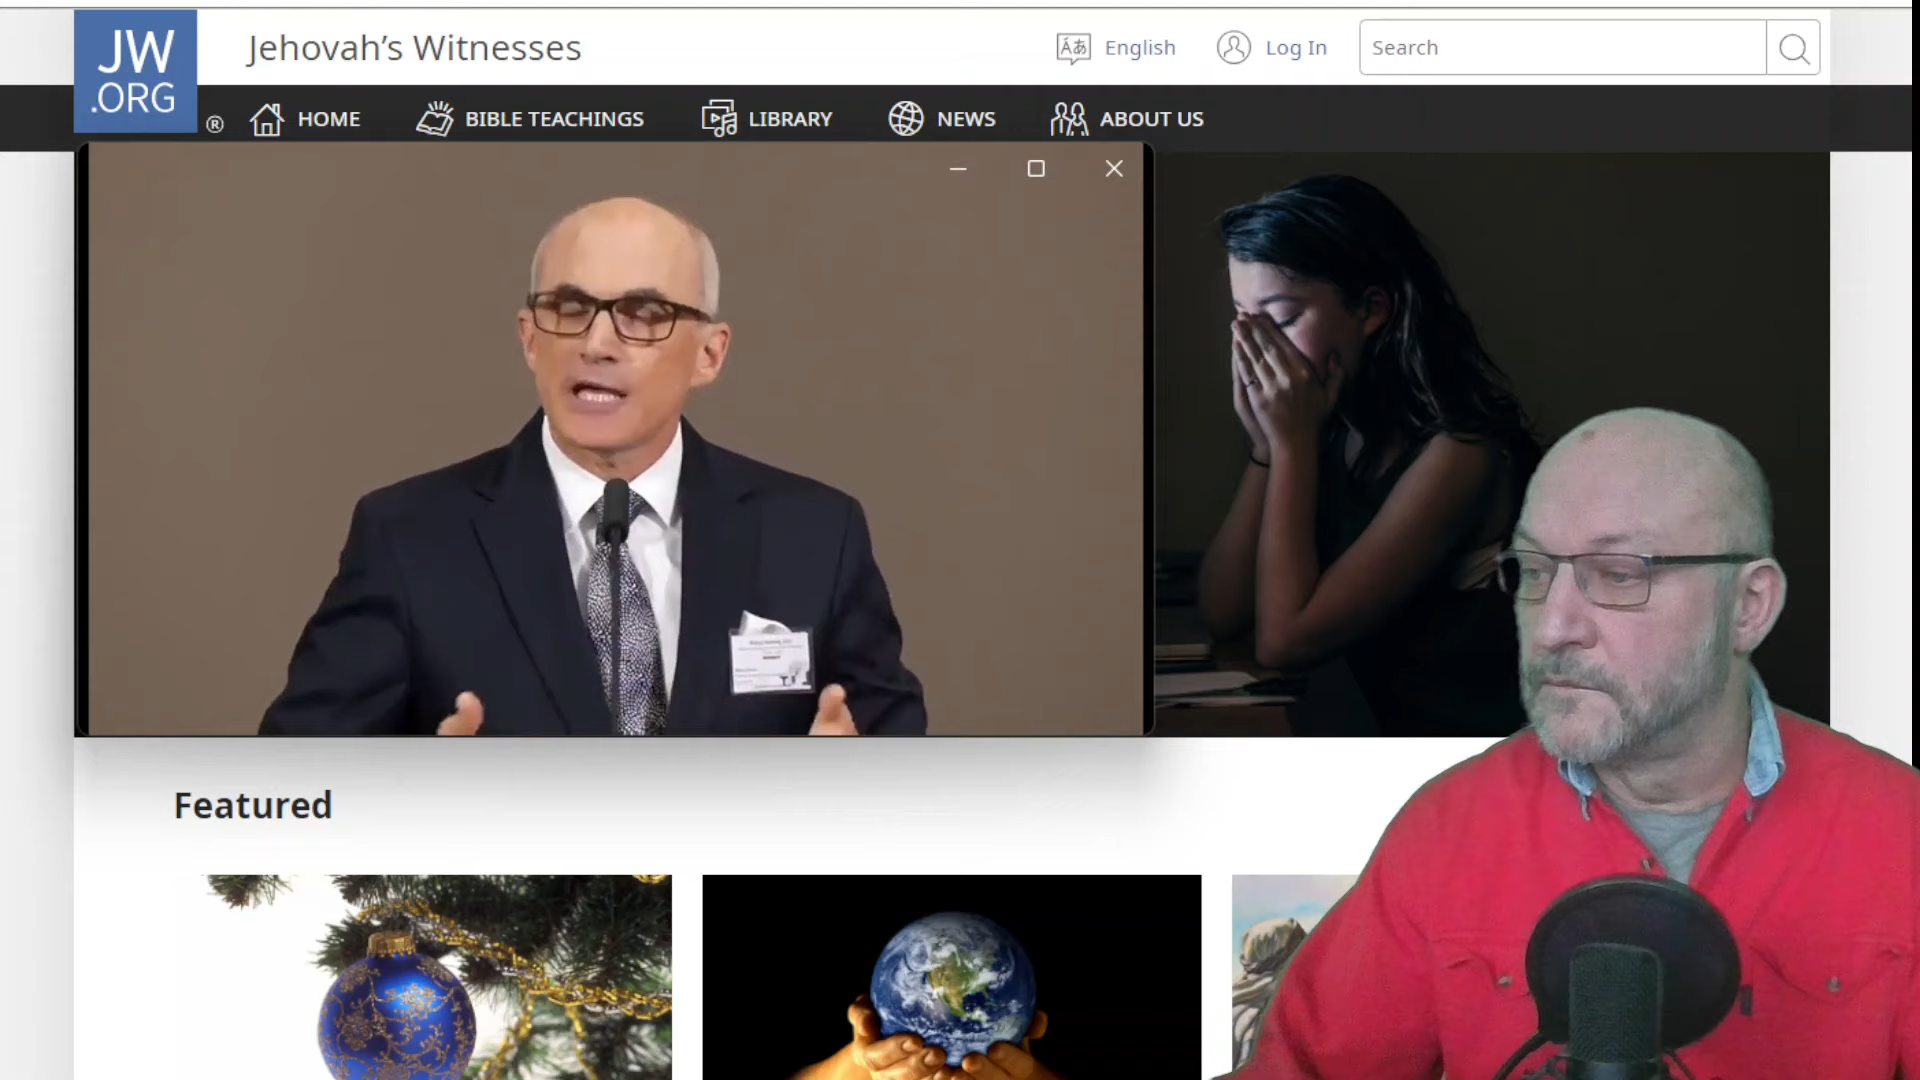 JW
.ORG
®
Jehovah's Witnesses
English
Log In
Search
HOME
BIBLE TEACHINGS
LIBRARY
NEWS
ABOUT US
Featured